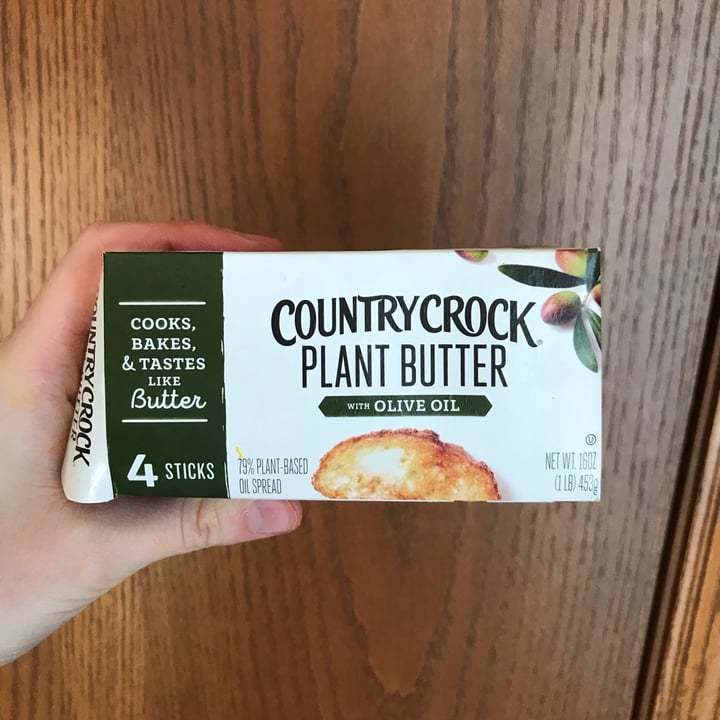 COOKS,
BAKES,
& TASTES
LIKE
Butter
4 STICKS
COUNTRY CROCK®
PLANT BUTTER
WITH OLIVE OIL
79% PLANT-BASED
OIL SPREAD
U
NET WT. 16OZ
(1 LB) 453g
COUNTRY CROCK